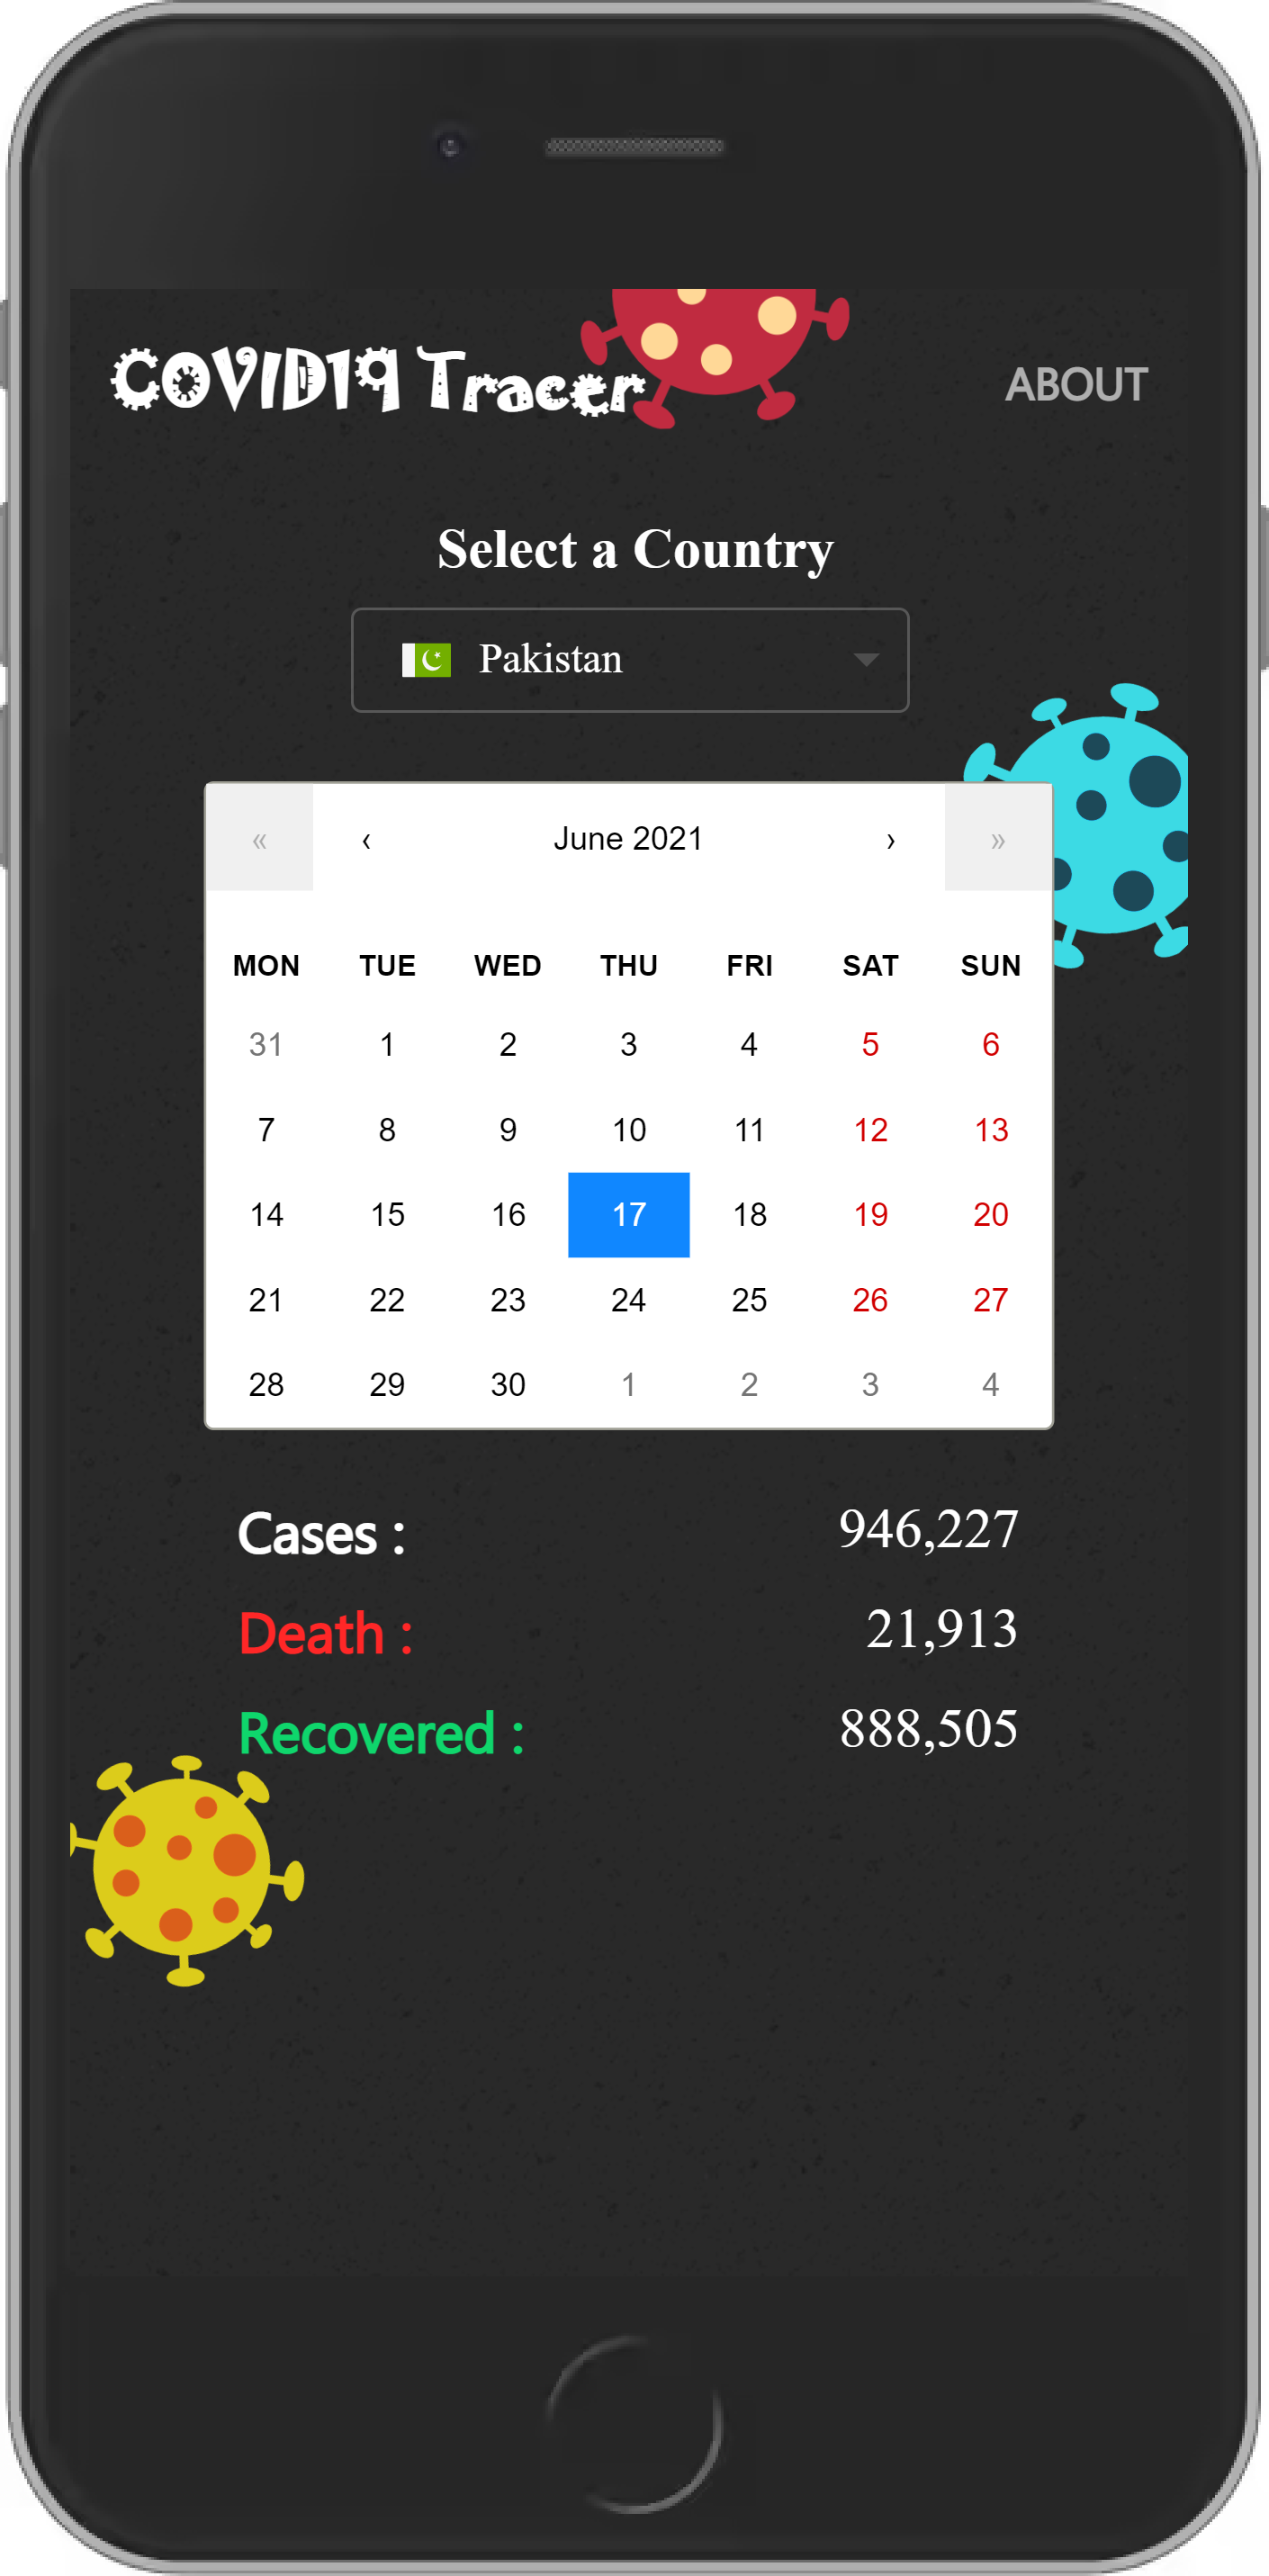 COVID19 Tracer
ABOUT
Select a Country
Pakistan
« ‹ June 2021 › »
MON TUE WED THU FRI SAT SUN
31 1 2 3 4 5 6
7 8 9 10 11 12 13
14 15 16 17 18 19 20
21 22 23 24 25 26 27
28 29 30 1 2 3 4
Cases : 946,227
Death : 21,913
Recovered : 888,505